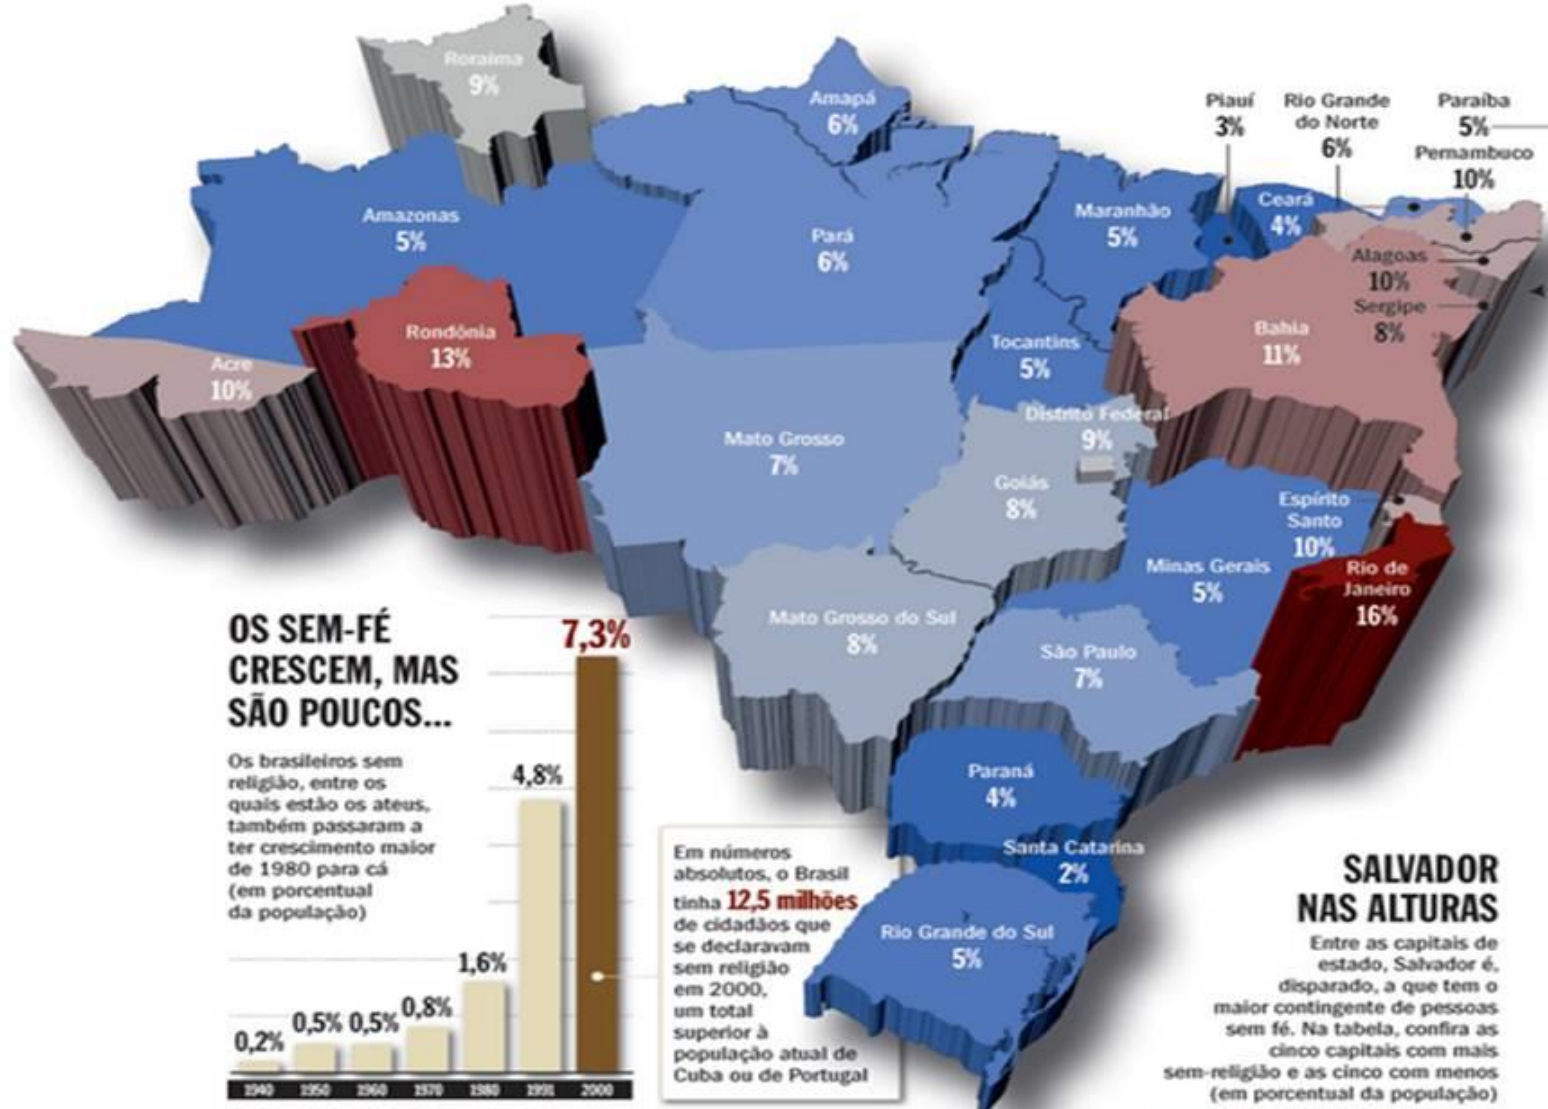 Roraima
9%
Amapá
6%
Piauí
3%
Rio Grande
do Norte
6%
Paraíba
5%
Pernambuco
10%
Amazonas
5%
Pará
6%
Maranhão
5%
Ceará
4%
Alagoas
10%
Sergipe
8%
Rondônia
13%
Acre
10%
Tocantins
5%
Bahia
11%
Mato Grosso
7%
Distrito Federal
9%
Goiás
8%
Espírito
Santo
10%
Minas Gerais
5%
Rio de
Janeiro
16%
Mato Grosso do Sul
8%
São Paulo
7%
Paraná
4%
Santa Catarina
2%
Rio Grande do Sul
5%
OS SEM-FÉ
CRESCEM, MAS
SÃO POUCOS...
Os brasileiros sem
religião, entre os
quais estão os ateus,
também passaram a
ter crescimento maior
de 1980 para cá
(em porcentual
da população)
0,2%
0,5%
0,5%
0,8%
1,6%
4,8%
7,3%
1940
1950
1960
1970
1980
1991
2000
Em números
absolutos, o Brasil
tinha 12,5 milhões
de cidadãos que
se declaravam
sem religião
em 2000,
um total
superior à
população atual de
Cuba ou de Portugal
SALVADOR
NAS ALTURAS
Entre as capitais de
estado, Salvador é,
disparado, a que tem o
maior contingente de pessoas
sem fé. Na tabela, confira as
cinco capitais com mais
sem-religião e as cinco com menos
(em porcentual da população)